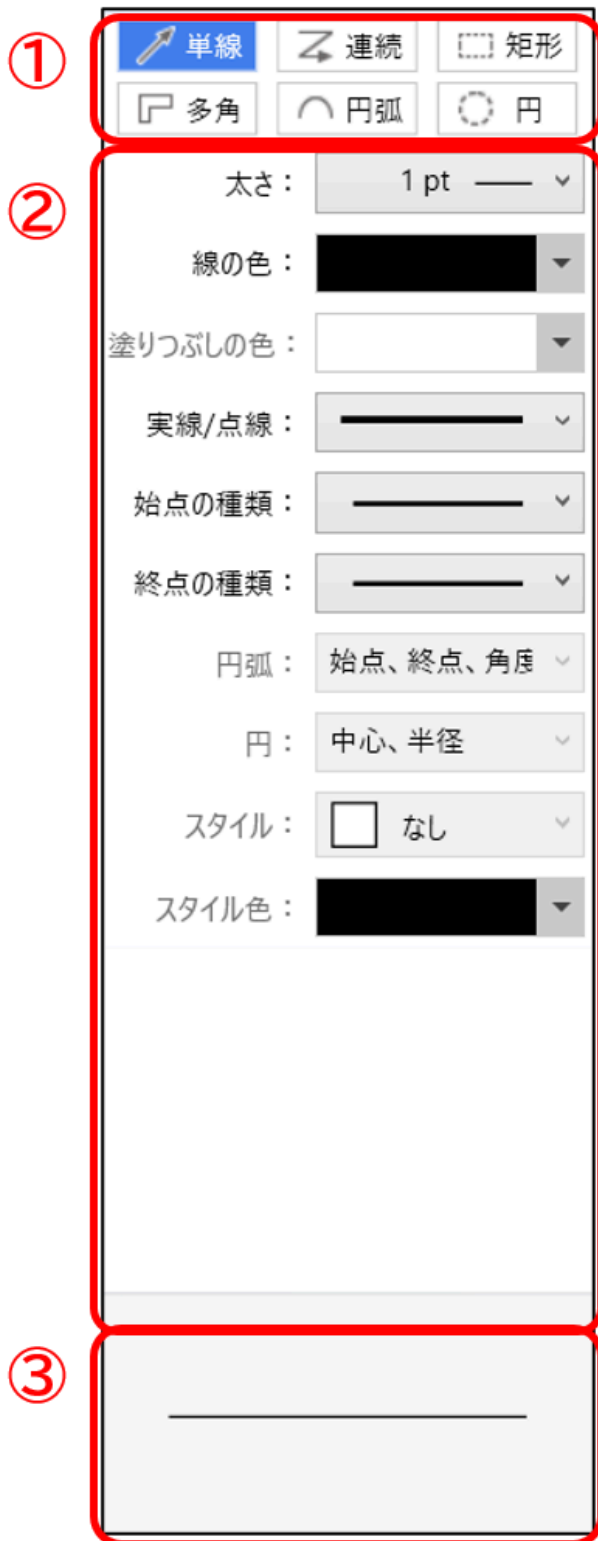 ①
単線 連続 矩形
多角 円弧 円
②
太さ： 1 pt
線の色：
塗りつぶしの色：
実線/点線：
始点の種類：
終点の種類：
円弧： 始点、終点、角度
円： 中心、半径
スタイル： なし
スタイル色：
③